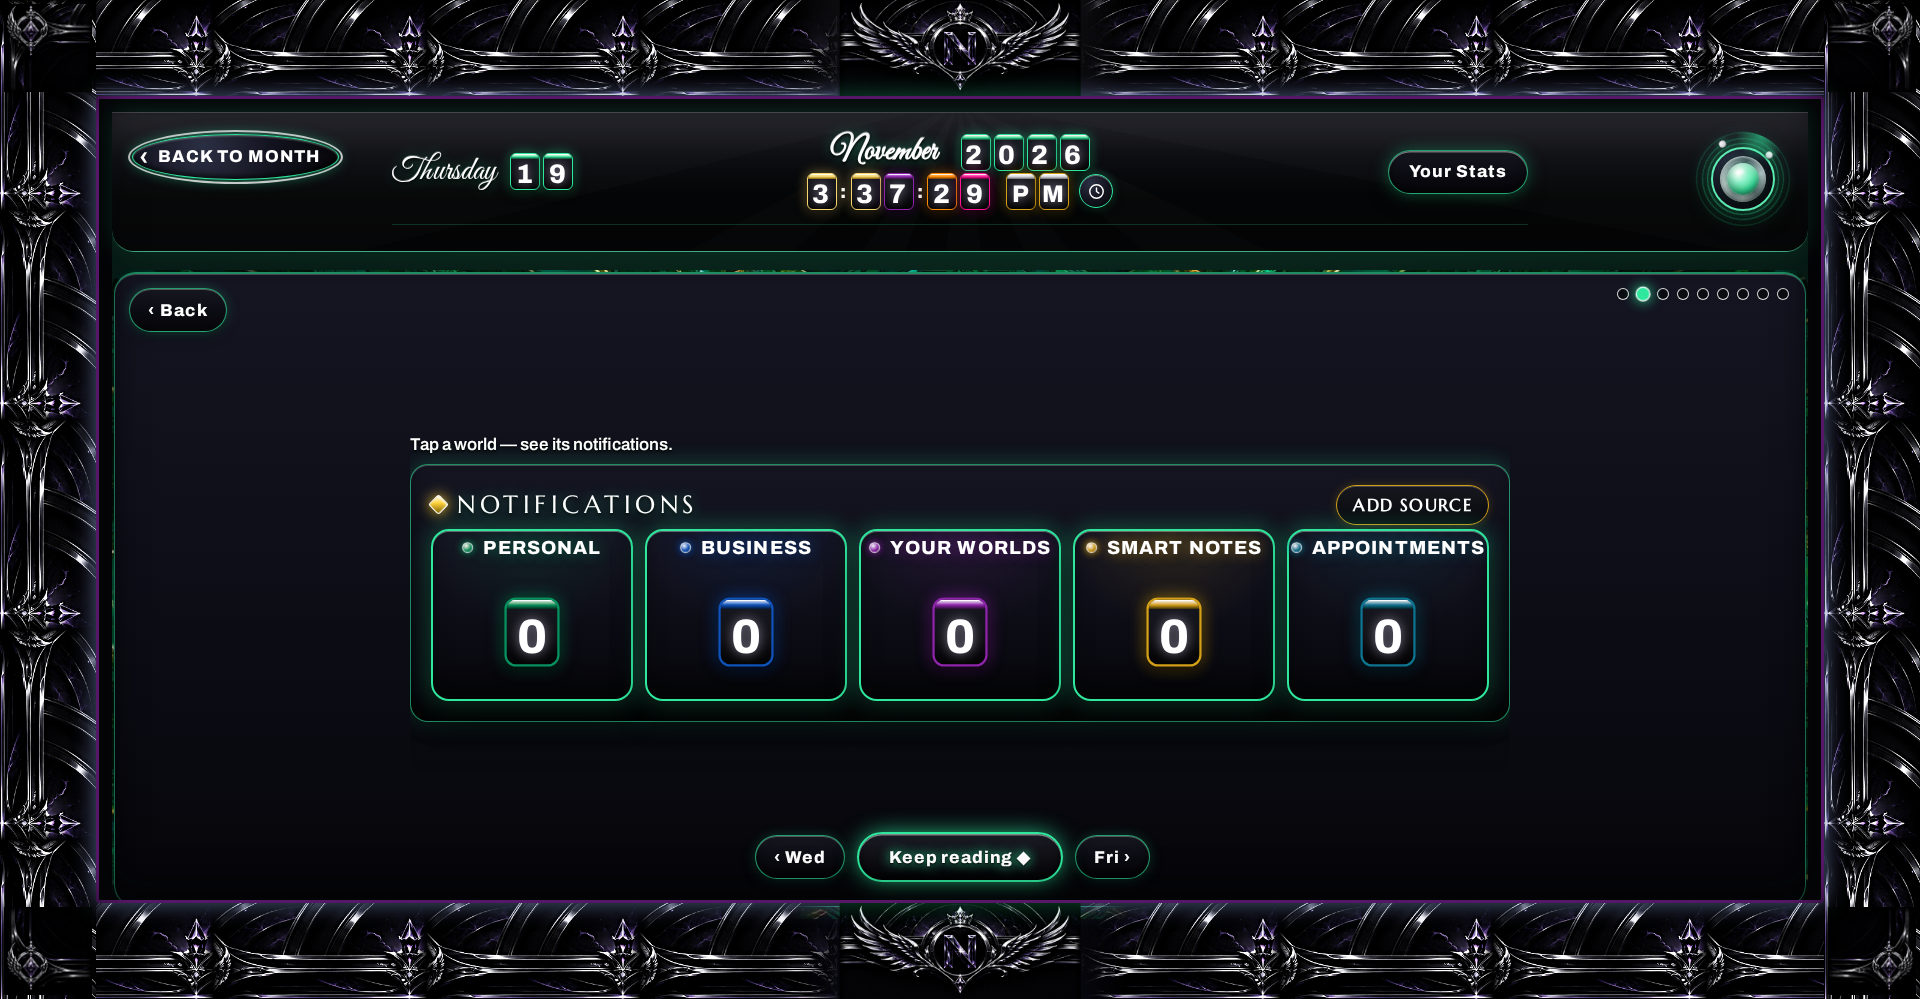 N
‹ BACK TO MONTH
Thursday 19
November 2026
3:37:29 PM
Your Stats
‹ Back
Tap a world — see its notifications.
NOTIFICATIONS
ADD SOURCE
PERSONAL
BUSINESS
YOUR WORLDS
SMART NOTES
APPOINTMENTS
0
0
0
0
0
‹ Wed
Keep reading ◆
Fri ›
N